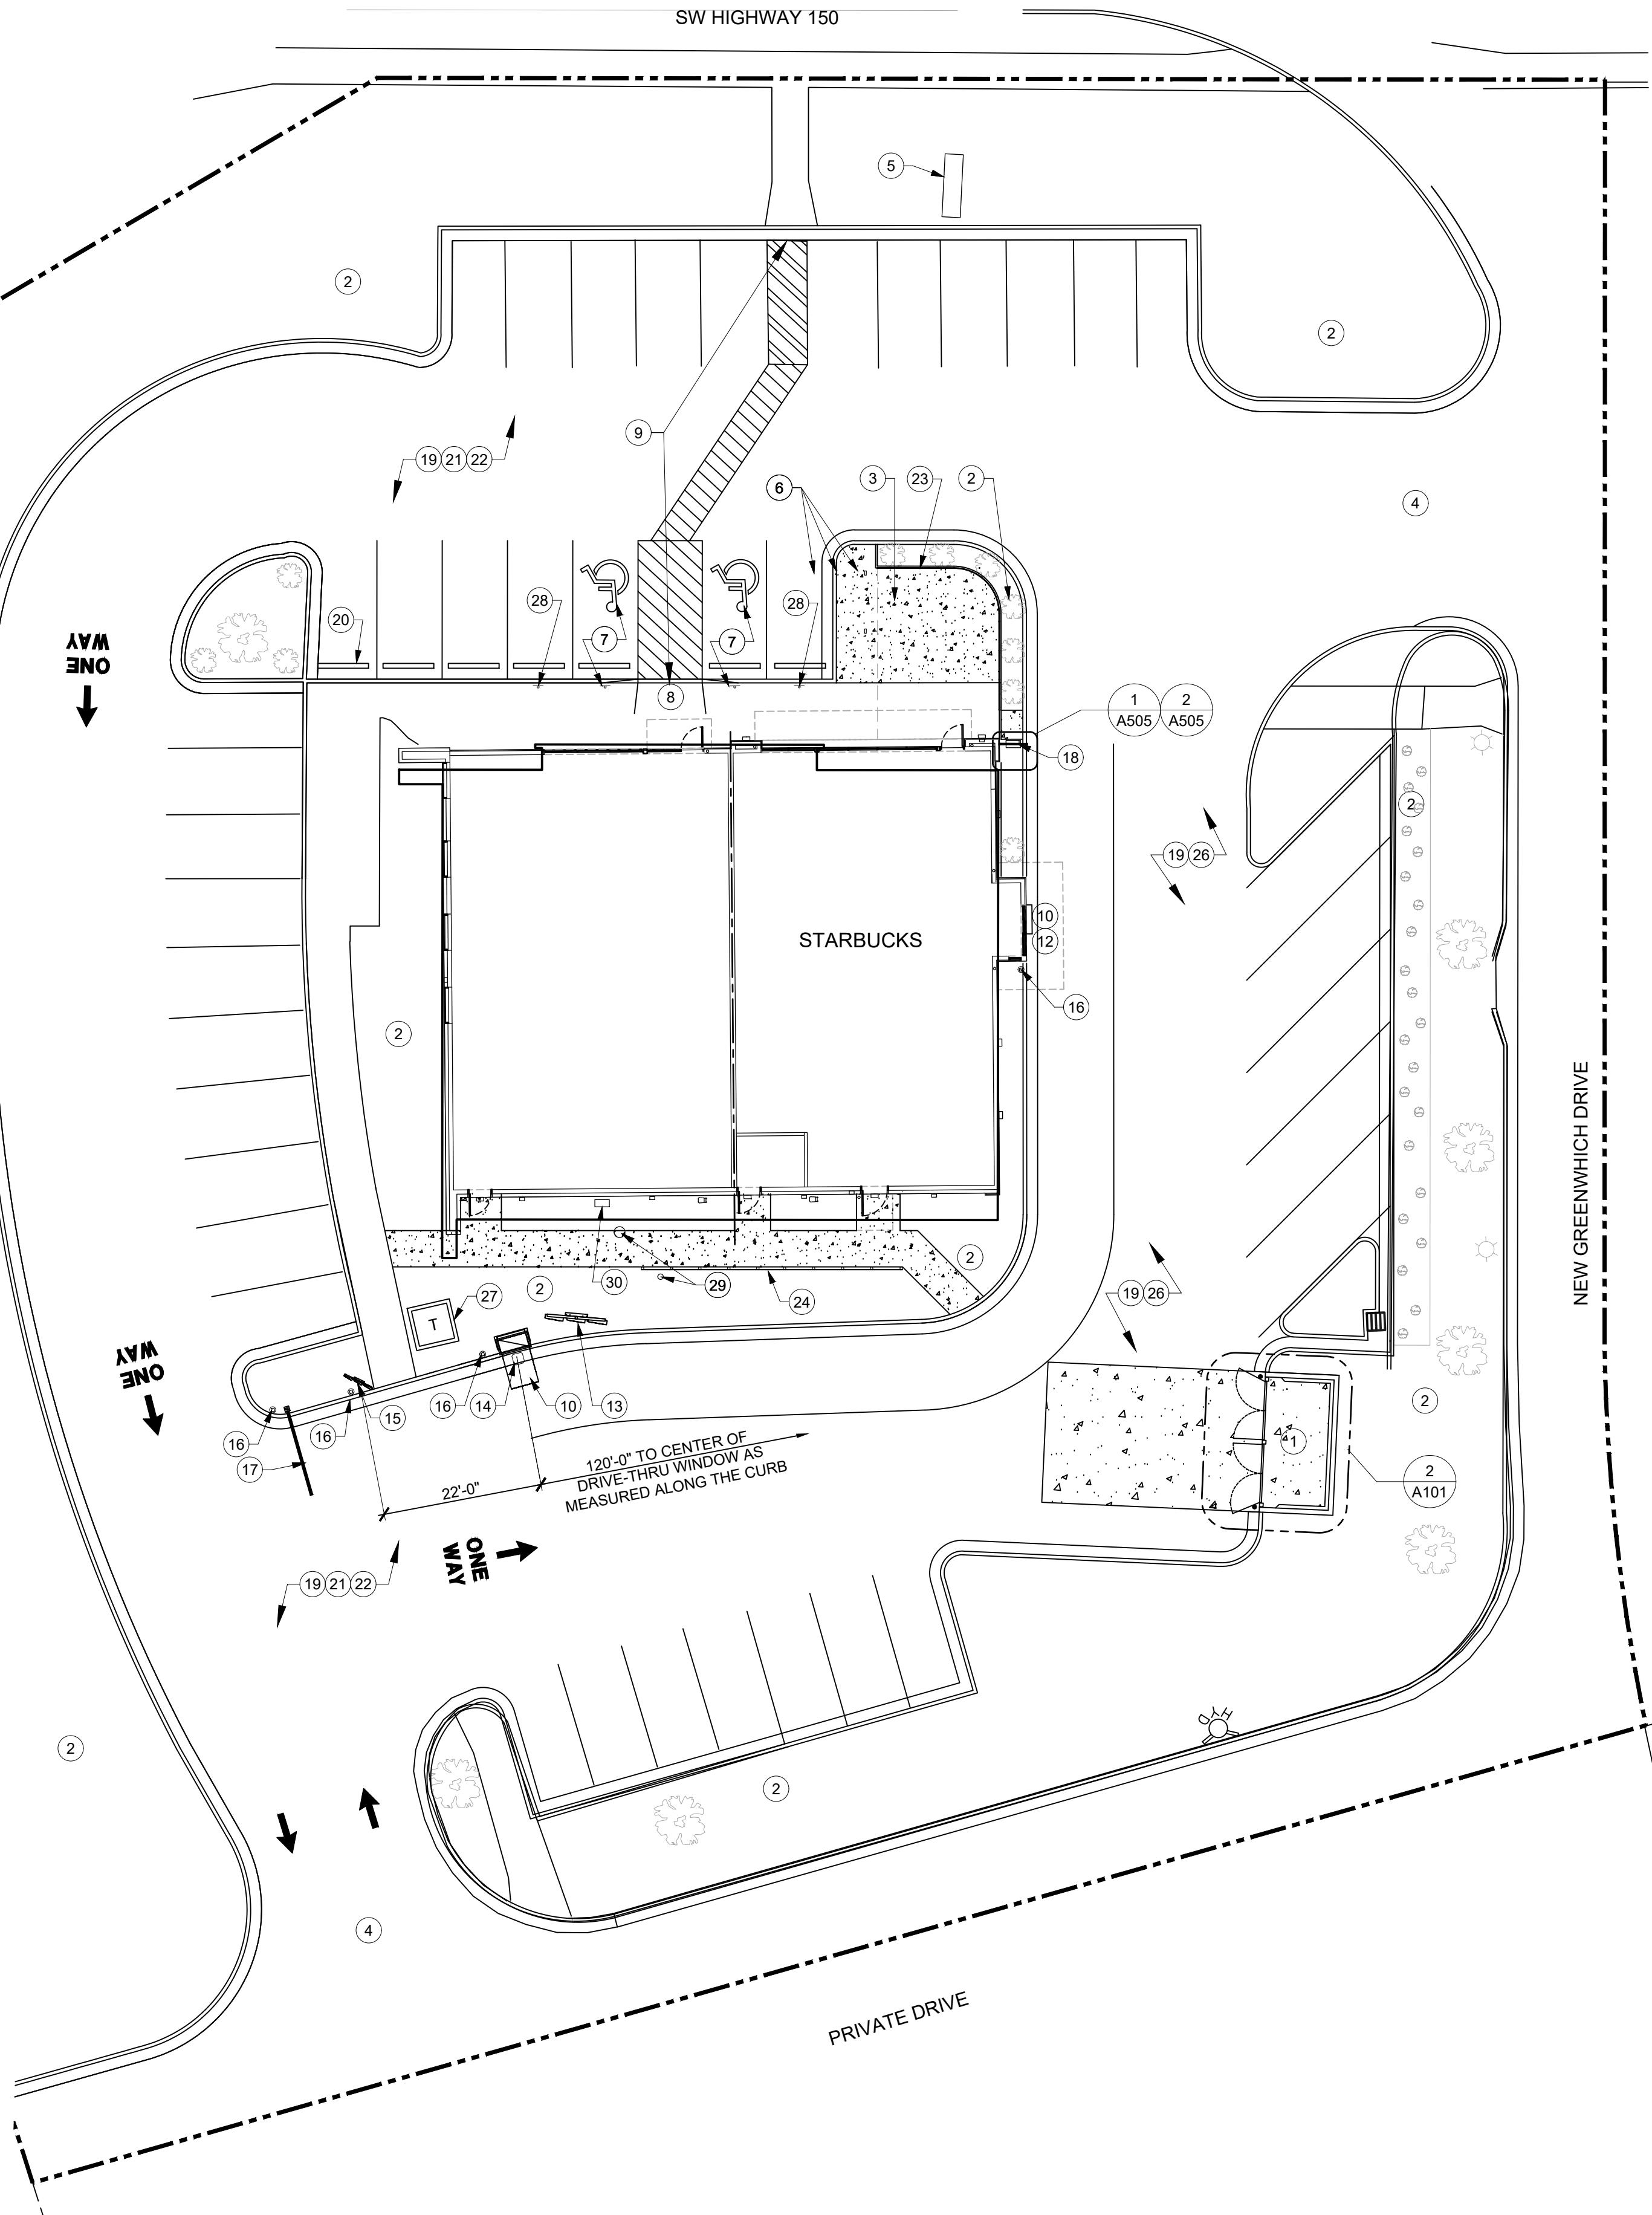 SW HIGHWAY 150
5
2
2
9
19 21 22
6
3
23
2
4
28
28
20
7
7
ONE WAY
8
1
A505
2
A505
18
2
19 26
10
STARBUCKS
12
16
2
NEW GREENWHICH DRIVE
2
19 26
30
29
2
27
24
T
ONE WAY
16
14
10
13
15
16
16
17
2
1
120'-0" TO CENTER OF
DRIVE-THRU WINDOW AS
MEASURED ALONG THE CURB
22'-0"
2
A101
ONE WAY
19 21 22
HYD
2
2
4
PRIVATE DRIVE